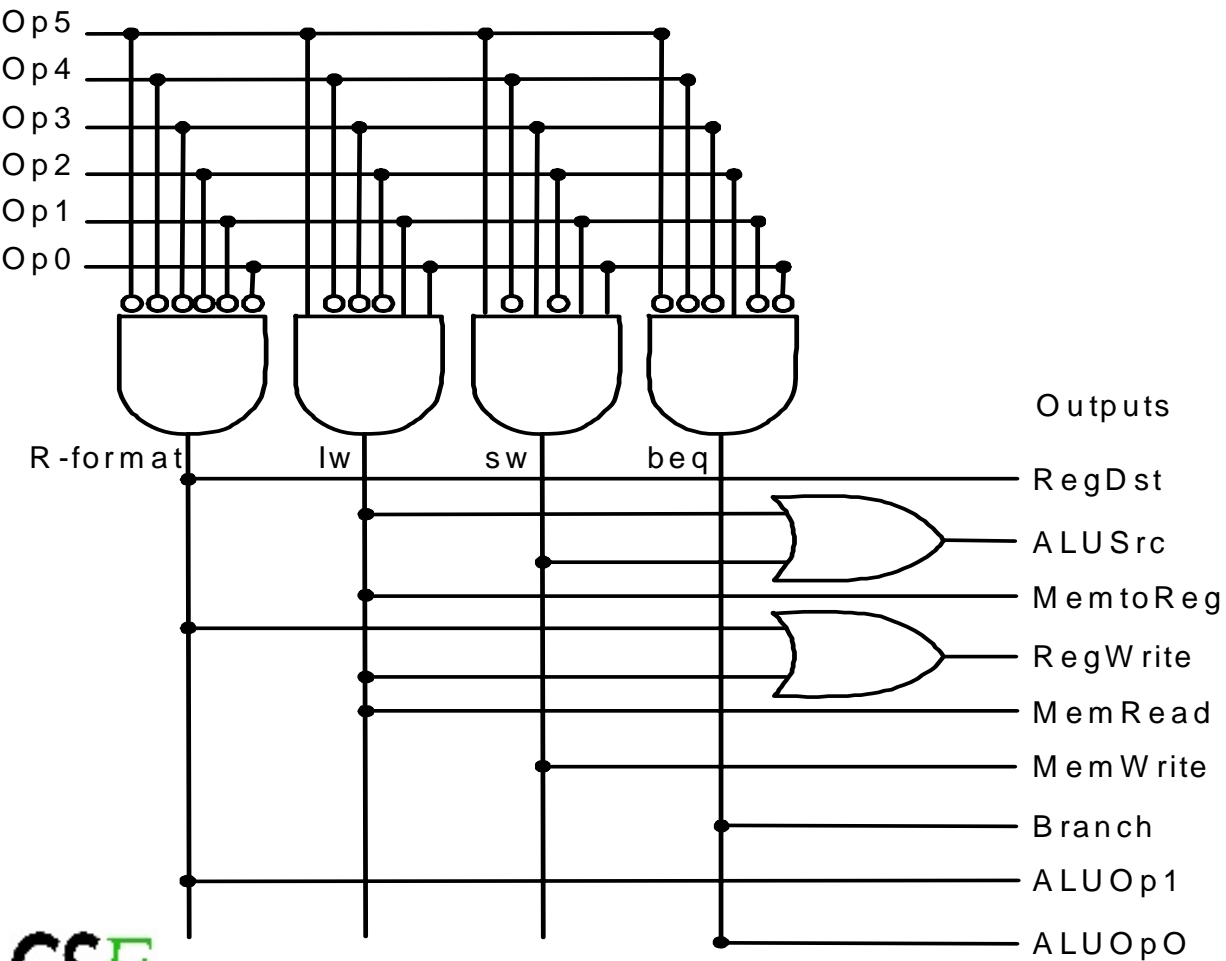 Op5
Op4
Op3
Op2
Op1
Op0
Outputs
R-format lw sw beq
RegDst
ALUSrc
MemtoReg
RegWrite
MemRead
MemWrite
Branch
ALUOp1
ALUOpO